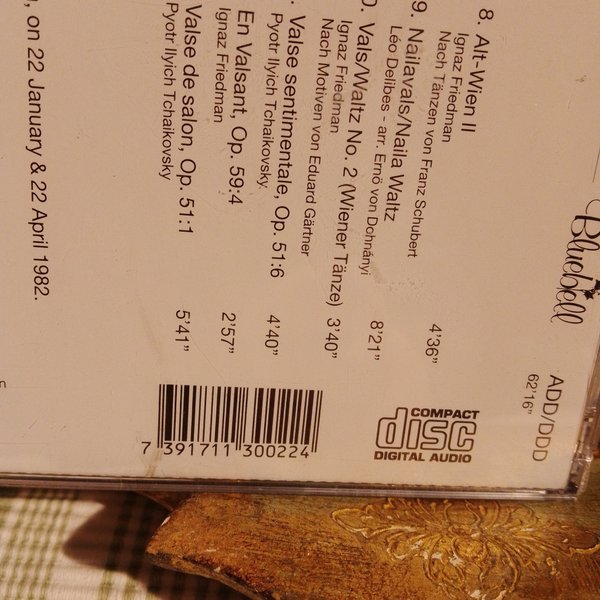 8. Alt-Wien II 4'36"
Ignaz Friedman
Nach Tänzen von Franz Schubert
9. Nailavals/Naila Waltz 8'21"
Léo Delibes - arr. Ernö von Dohnányi
0. Vals/Waltz No. 2 (Wiener Tänze) 3'40"
Ignaz Friedman
Nach Motiven von Eduard Gärtner
. Valse sentimentale, Op. 51:6 4'40"
Pyotr Ilyich Tchaikovsky
En Valsant, Op. 59:4 2'57"
Ignaz Friedman
Valse de salon, Op. 51:1 5'41"
Pyotr Ilyich Tchaikovsky
, on 22 January & 22 April 1982.
Bluebell
ADD/DDD
62'16"
COMPACT
disc
DIGITAL AUDIO
7 391711 300224